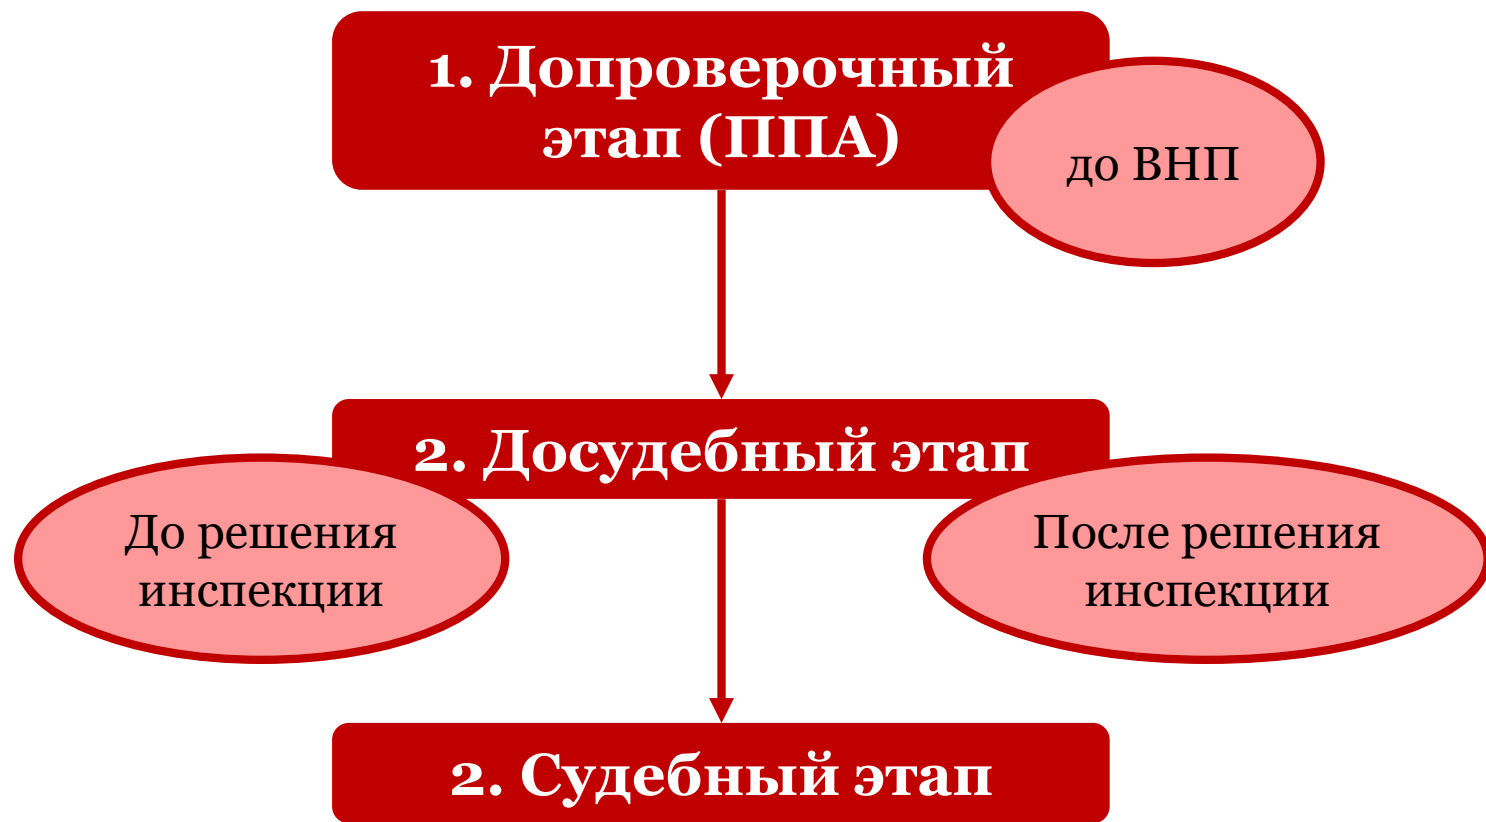 1. Допроверочный
этап (ППА)
до ВНП
2. Досудебный этап
До решения
инспекции
После решения
инспекции
2. Судебный этап